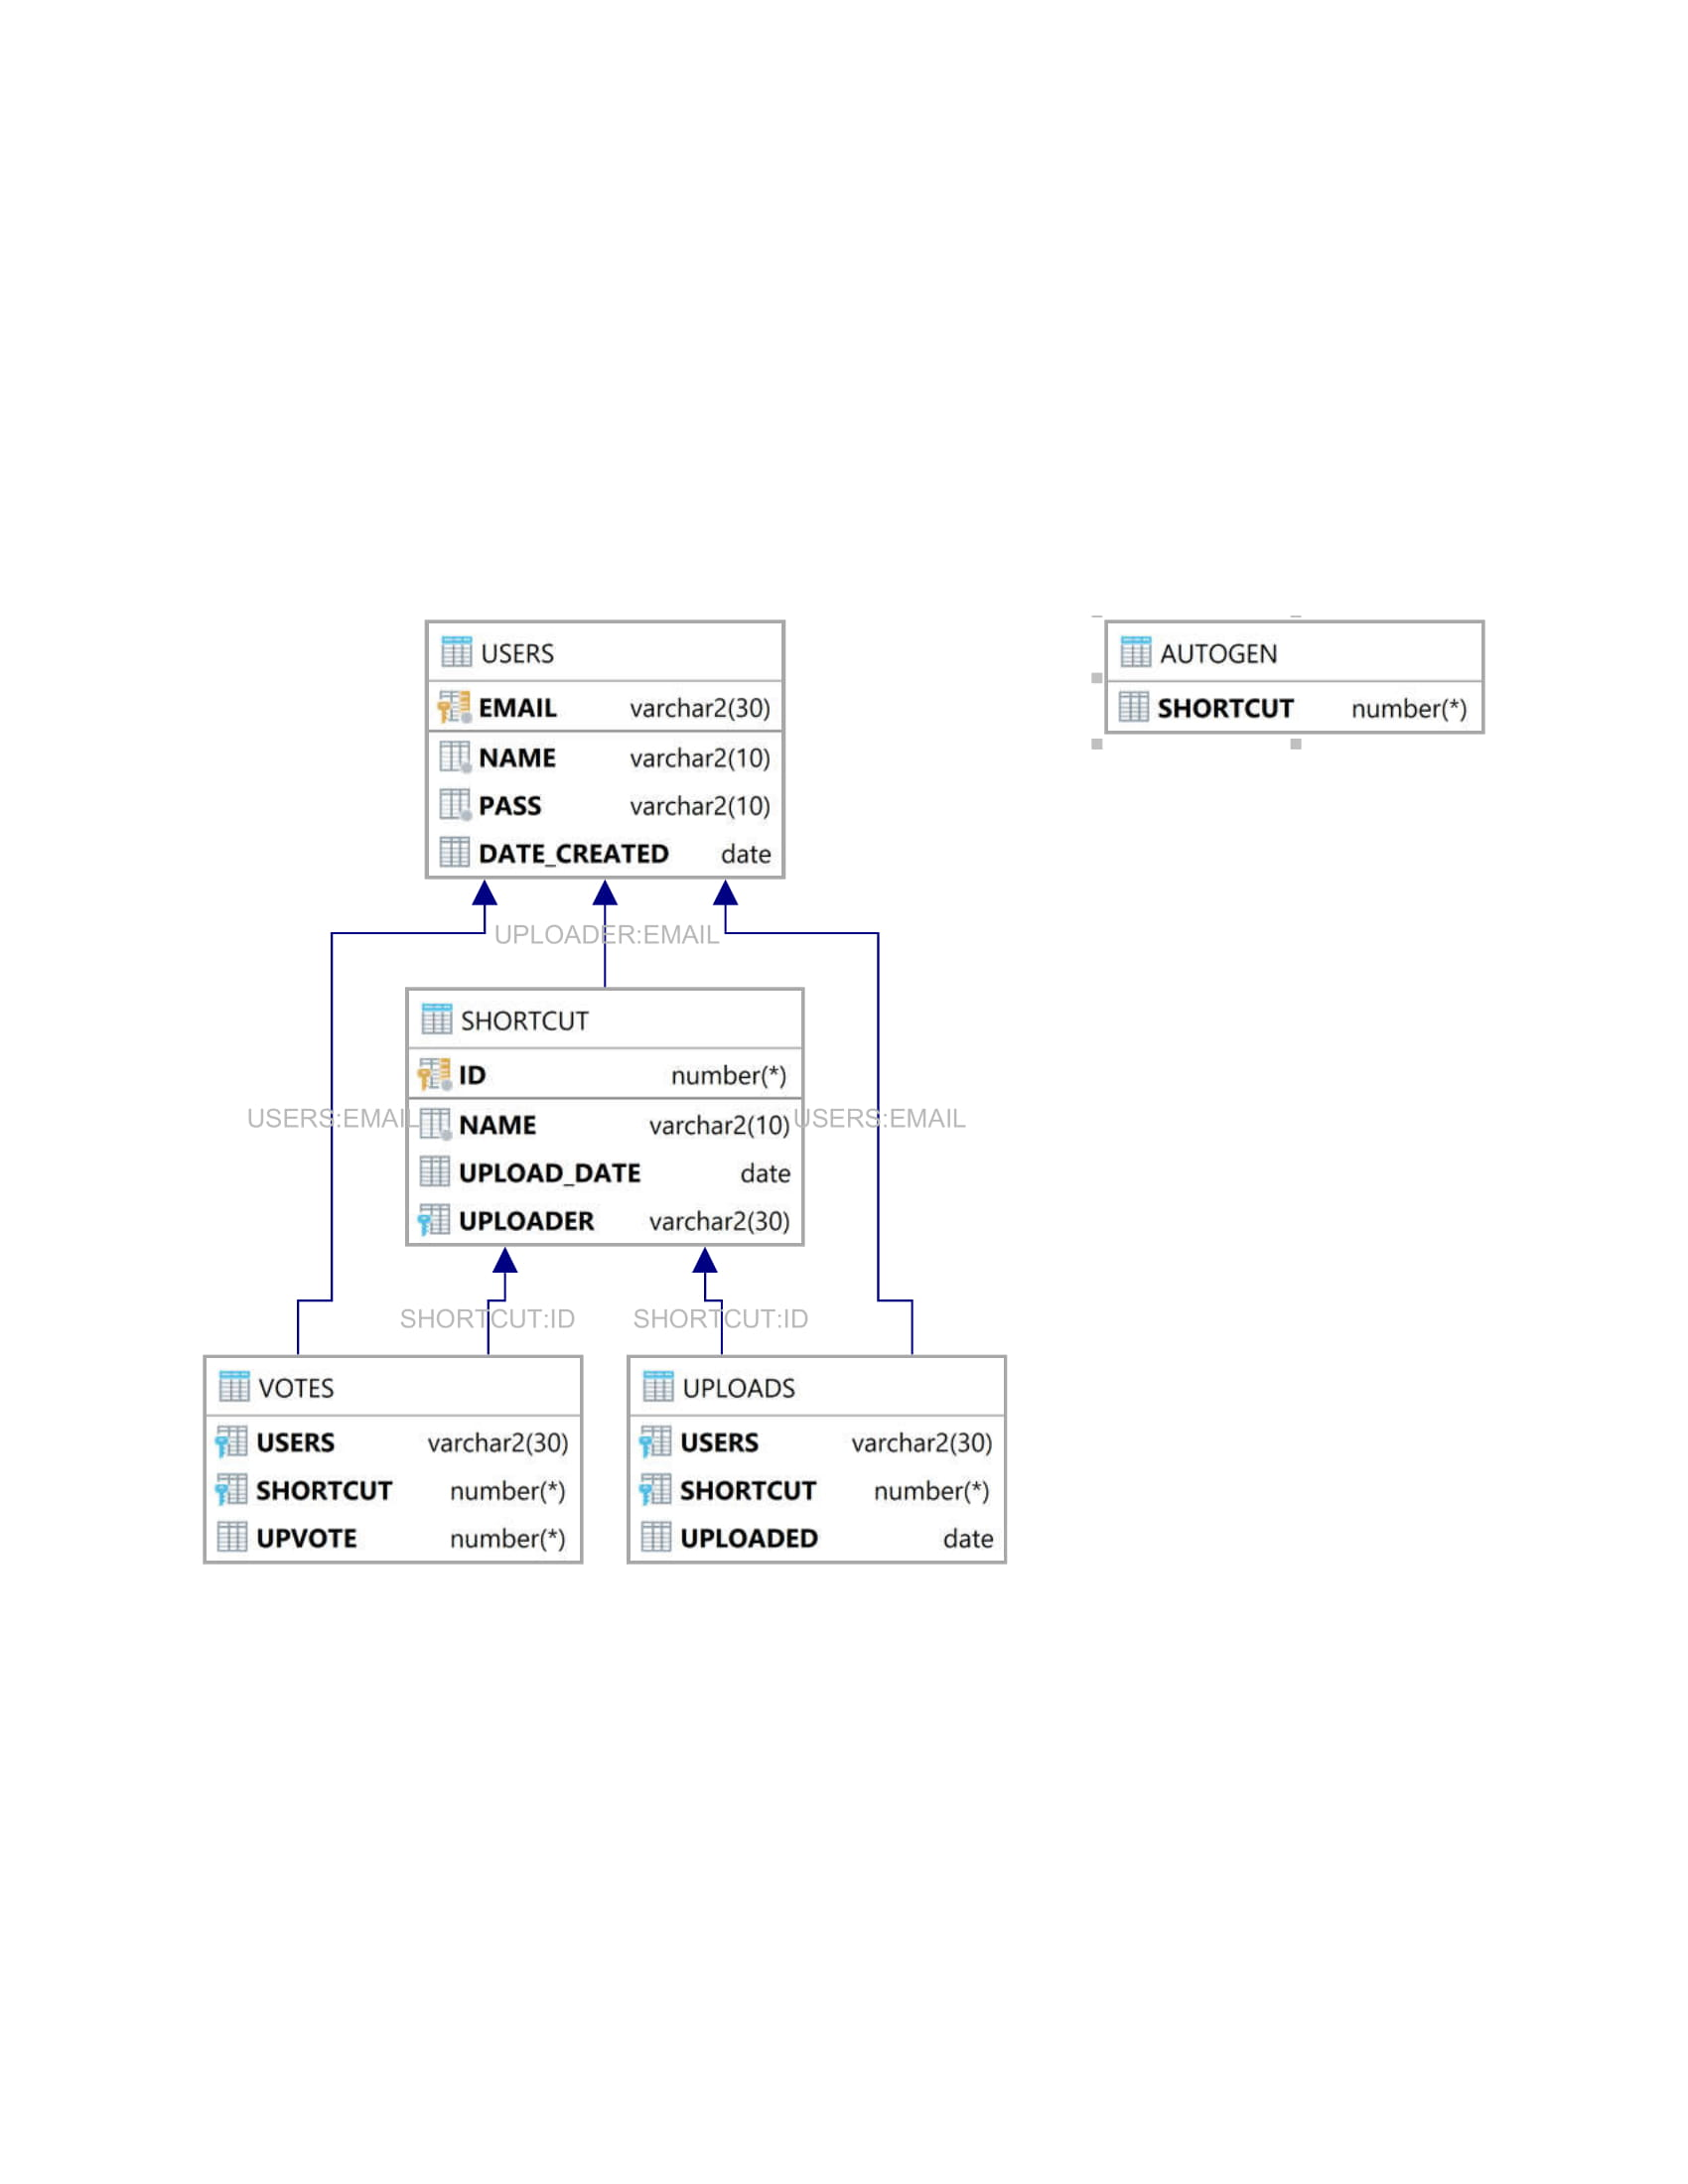 USERS
EMAIL varchar2(30)
NAME varchar2(10)
PASS varchar2(10)
DATE_CREATED date
AUTOGEN
SHORTCUT number(*)
UPLOADER:EMAIL
SHORTCUT
ID number(*)
NAME varchar2(10)
UPLOAD_DATE date
UPLOADER varchar2(30)
USERS:EMAIL
USERS:EMAIL
SHORTCUT:ID
SHORTCUT:ID
VOTES
USERS varchar2(30)
SHORTCUT number(*)
UPVOTE number(*)
UPLOADS
USERS varchar2(30)
SHORTCUT number(*)
UPLOADED date